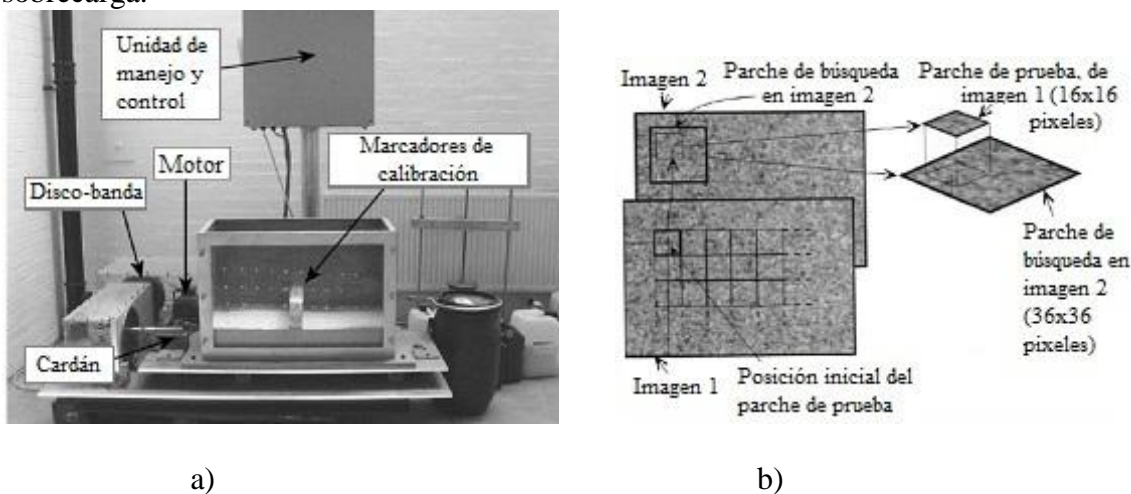 sobrecarga.
Unidad de
manejo y
control
Motor
Disco-banda
Marcadores de
calibración
Cardán
Imagen 2
Parche de búsqueda
en imagen 2
Parche de prueba, de
imagen 1 (16x16
pixeles)
Parche de
búsqueda en
imagen 2
(36x36
pixeles)
Imagen 1
Posición inicial del
parche de prueba
a)
b)